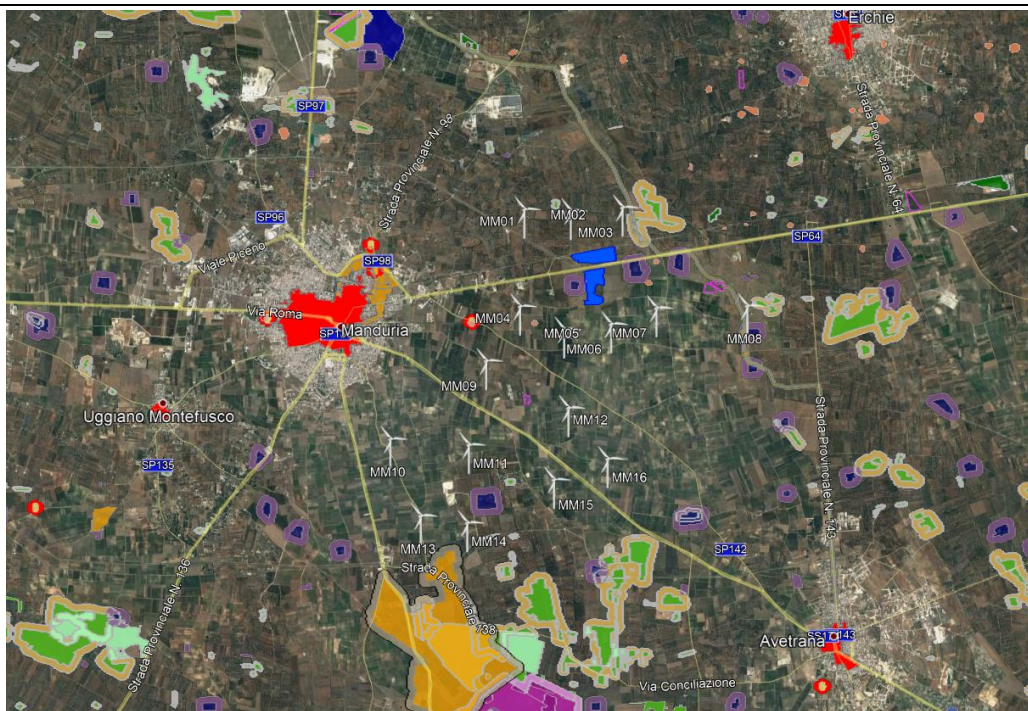 Erchie
SP97
Strada Provinciale N. 98
Strada Provinciale N. 64
SP96
Viale Piceno
MM01
MM02
MM03
SP64
SP98
Via Roma
Manduria
MM04
MM05
MM06
MM07
MM08
MM09
Uggiano Montefusco
MM12
SP135
MM10
MM11
MM16
MM15
Strada Provinciale N. 143
MM13
MM14
SP142
Strada Provinciale N. 136
Strada Provinciale 138
Avetrana
Via Conciliazione